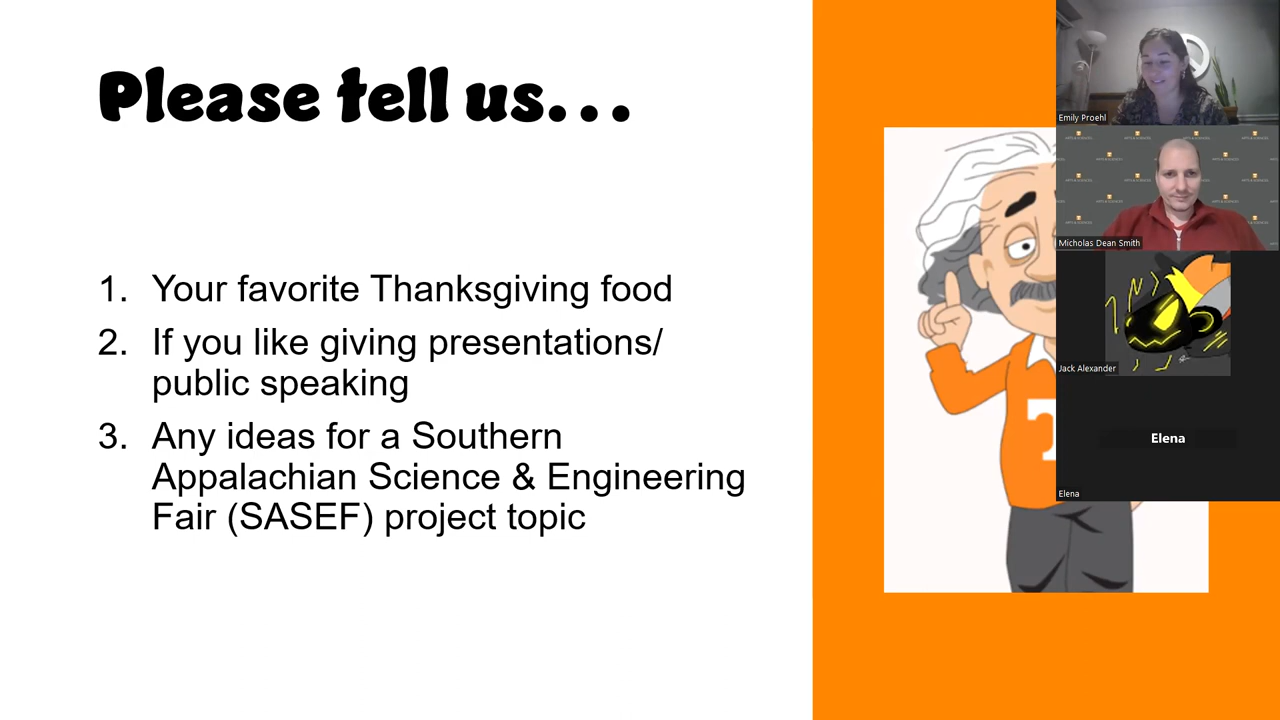 Please tell us...
1. Your favorite Thanksgiving food
2. If you like giving presentations/
public speaking
3. Any ideas for a Southern
Appalachian Science & Engineering
Fair (SASEF) project topic
T
Emily Proehl
Micholas Dean Smith
Jack Alexander
Elena
Elena